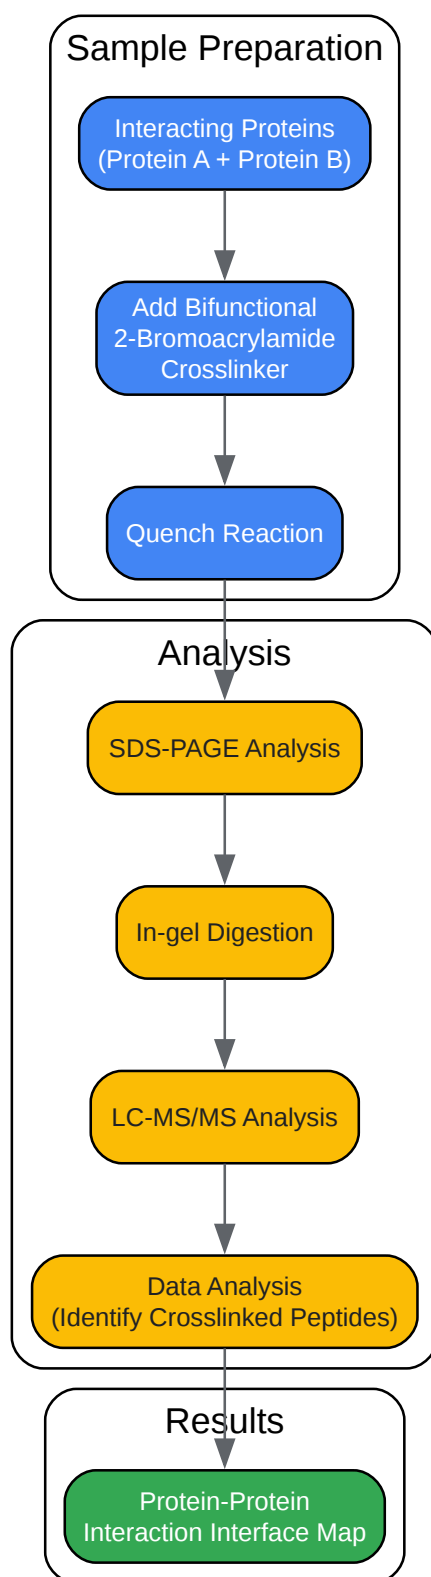 Sample Preparation
Interacting Proteins
(Protein A + Protein B)
Add Bifunctional
2-Bromoacrylamide
Crosslinker
Quench Reaction
Analysis
SDS-PAGE Analysis
In-gel Digestion
LC-MS/MS Analysis
Data Analysis
(Identify Crosslinked Peptides)
Results
Protein-Protein
Interaction Interface Map